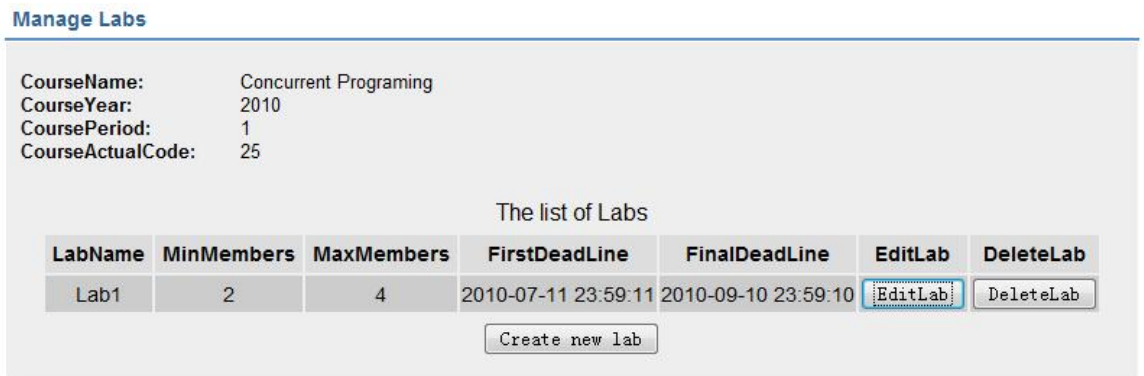 Manage Labs
CourseName: Concurrent Programing
CourseYear: 2010
CoursePeriod: 1
CourseActualCode: 25
The list of Labs
LabName MinMembers MaxMembers FirstDeadLine FinalDeadLine EditLab DeleteLab
Lab1 2 4 2010-07-11 23:59:11 2010-09-10 23:59:10 EditLab DeleteLab
Create new lab